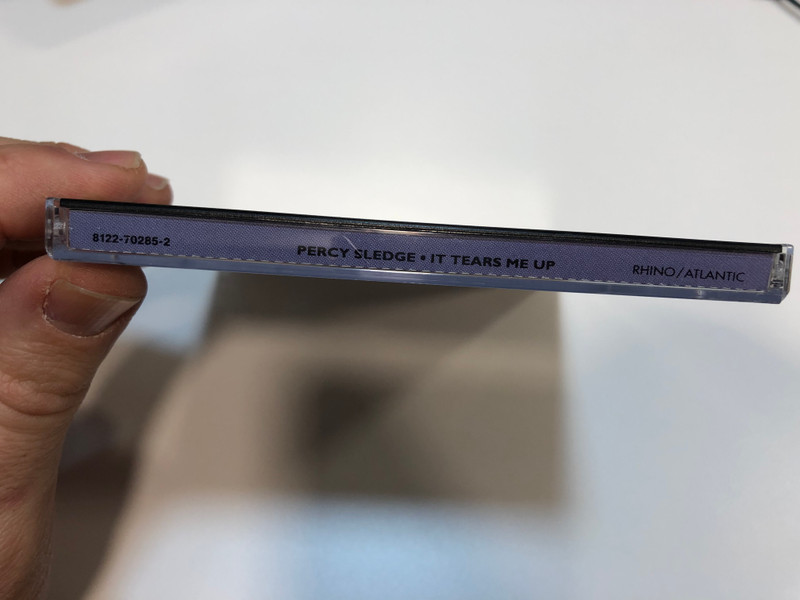 8122-70285-2 PERCY SLEDGE • IT TEARS ME UP RHINO/ATLANTIC